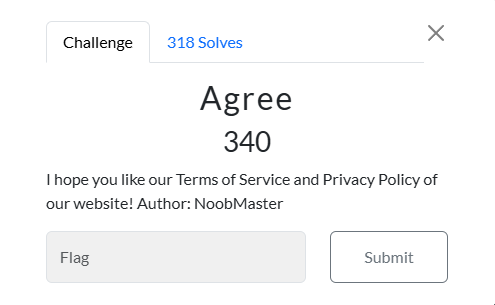 Challenge
318 Solves
Agree
340
I hope you like our Terms of Service and Privacy Policy of
our website! Author: NoobMaster
Flag
Submit